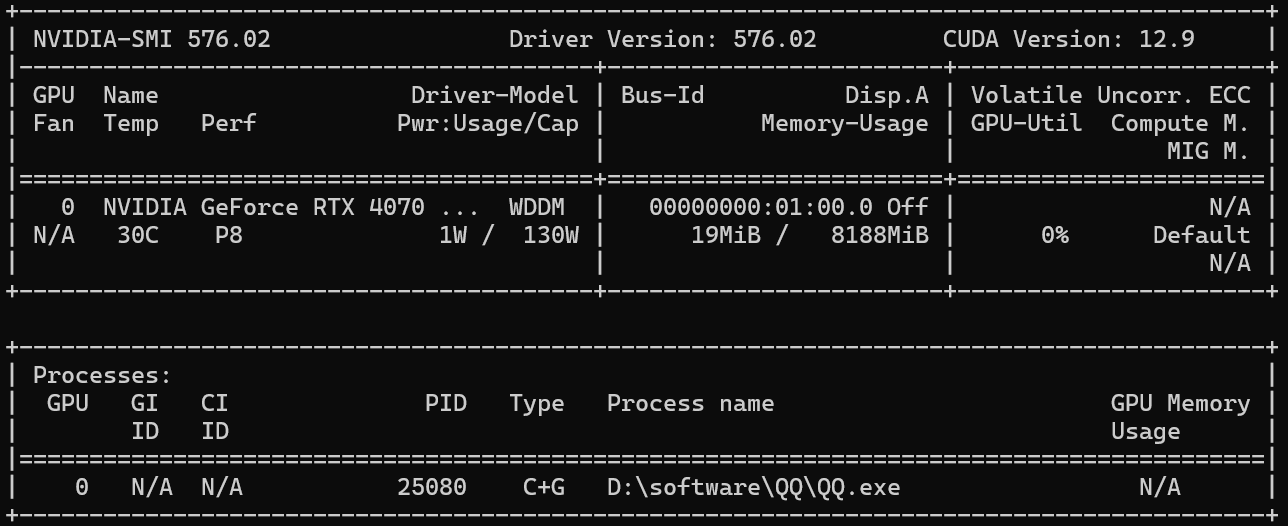 +-----------------------------------------------------------------------------------------+
| NVIDIA-SMI 576.02                 Driver Version: 576.02         CUDA Version: 12.9     |
|-----------------------------------------+------------------------+----------------------+
| GPU  Name                  Driver-Model | Bus-Id          Disp.A | Volatile Uncorr. ECC |
| Fan  Temp   Perf          Pwr:Usage/Cap |           Memory-Usage | GPU-Util  Compute M. |
|                                         |                        |               MIG M. |
|=========================================+========================+======================|
|   0  NVIDIA GeForce RTX 4070 ...  WDDM  |   00000000:01:00.0 Off |                  N/A |
| N/A   30C    P8              1W /  130W |      19MiB /   8188MiB |      0%      Default |
|                                         |                        |                  N/A |
+-----------------------------------------+------------------------+----------------------+

+-----------------------------------------------------------------------------------------+
| Processes:                                                                              |
|  GPU   GI   CI              PID   Type   Process name                        GPU Memory |
|        ID   ID                                                               Usage      |
|=========================================================================================|
|    0   N/A  N/A           25080    C+G   D:\software\QQ\QQ.exe                 N/A      |
+-----------------------------------------------------------------------------------------+